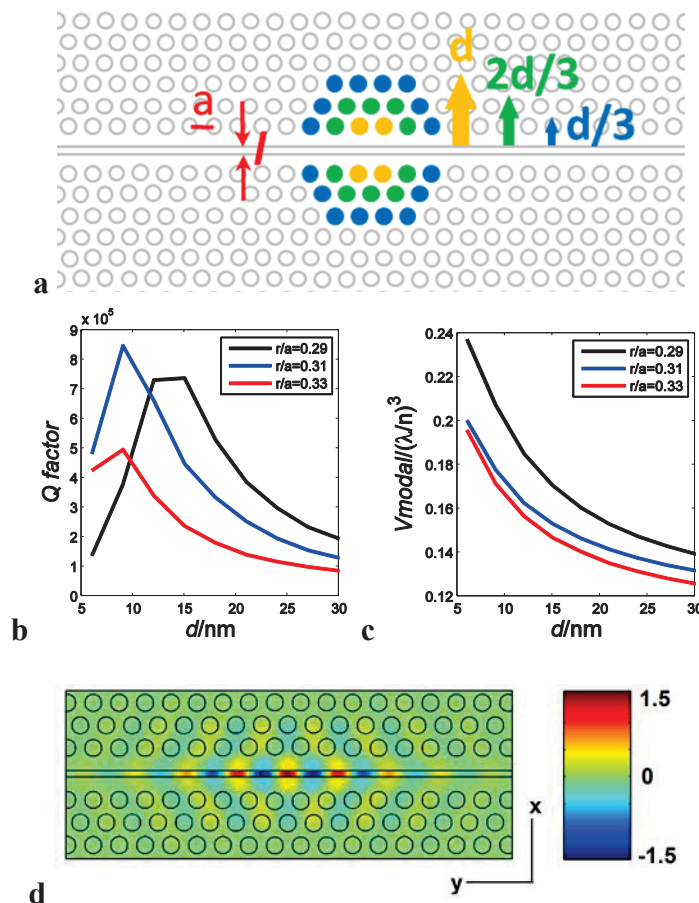 a
l
d
2d/3
d/3
a
x 10⁵
9
8
7
6
5
4
3
2
1
0
Q factor
r/a=0.29
r/a=0.31
r/a=0.33
5 10 15 20 25 30
d/nm
b
0.24
0.22
0.2
0.18
0.16
0.14
0.12
Vmodal/(λ/n)³
r/a=0.29
r/a=0.31
r/a=0.33
5 10 15 20 25 30
d/nm
c
1.5
0
-1.5
x
y
d